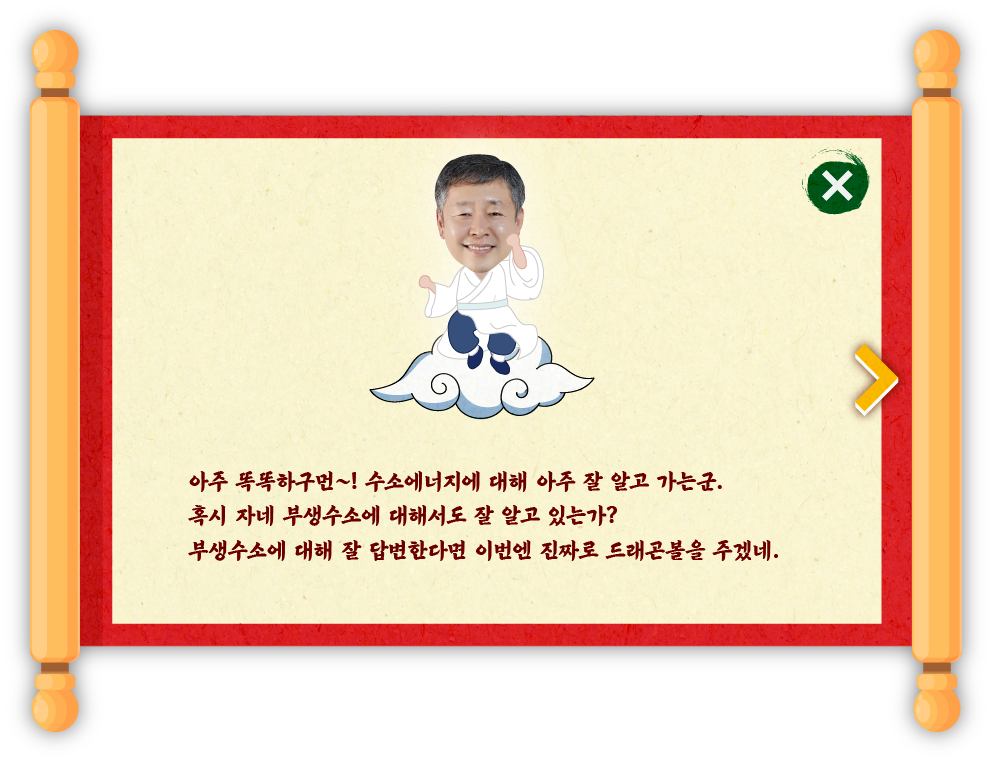 아주 똑똑하구먼~! 수소에너지에 대해 아주 잘 알고 가는군.
혹시 자네 부생수소에 대해서도 잘 알고 있는가?
부생수소에 대해 잘 답변한다면 이번엔 진짜로 드래곤볼을 주겠네.